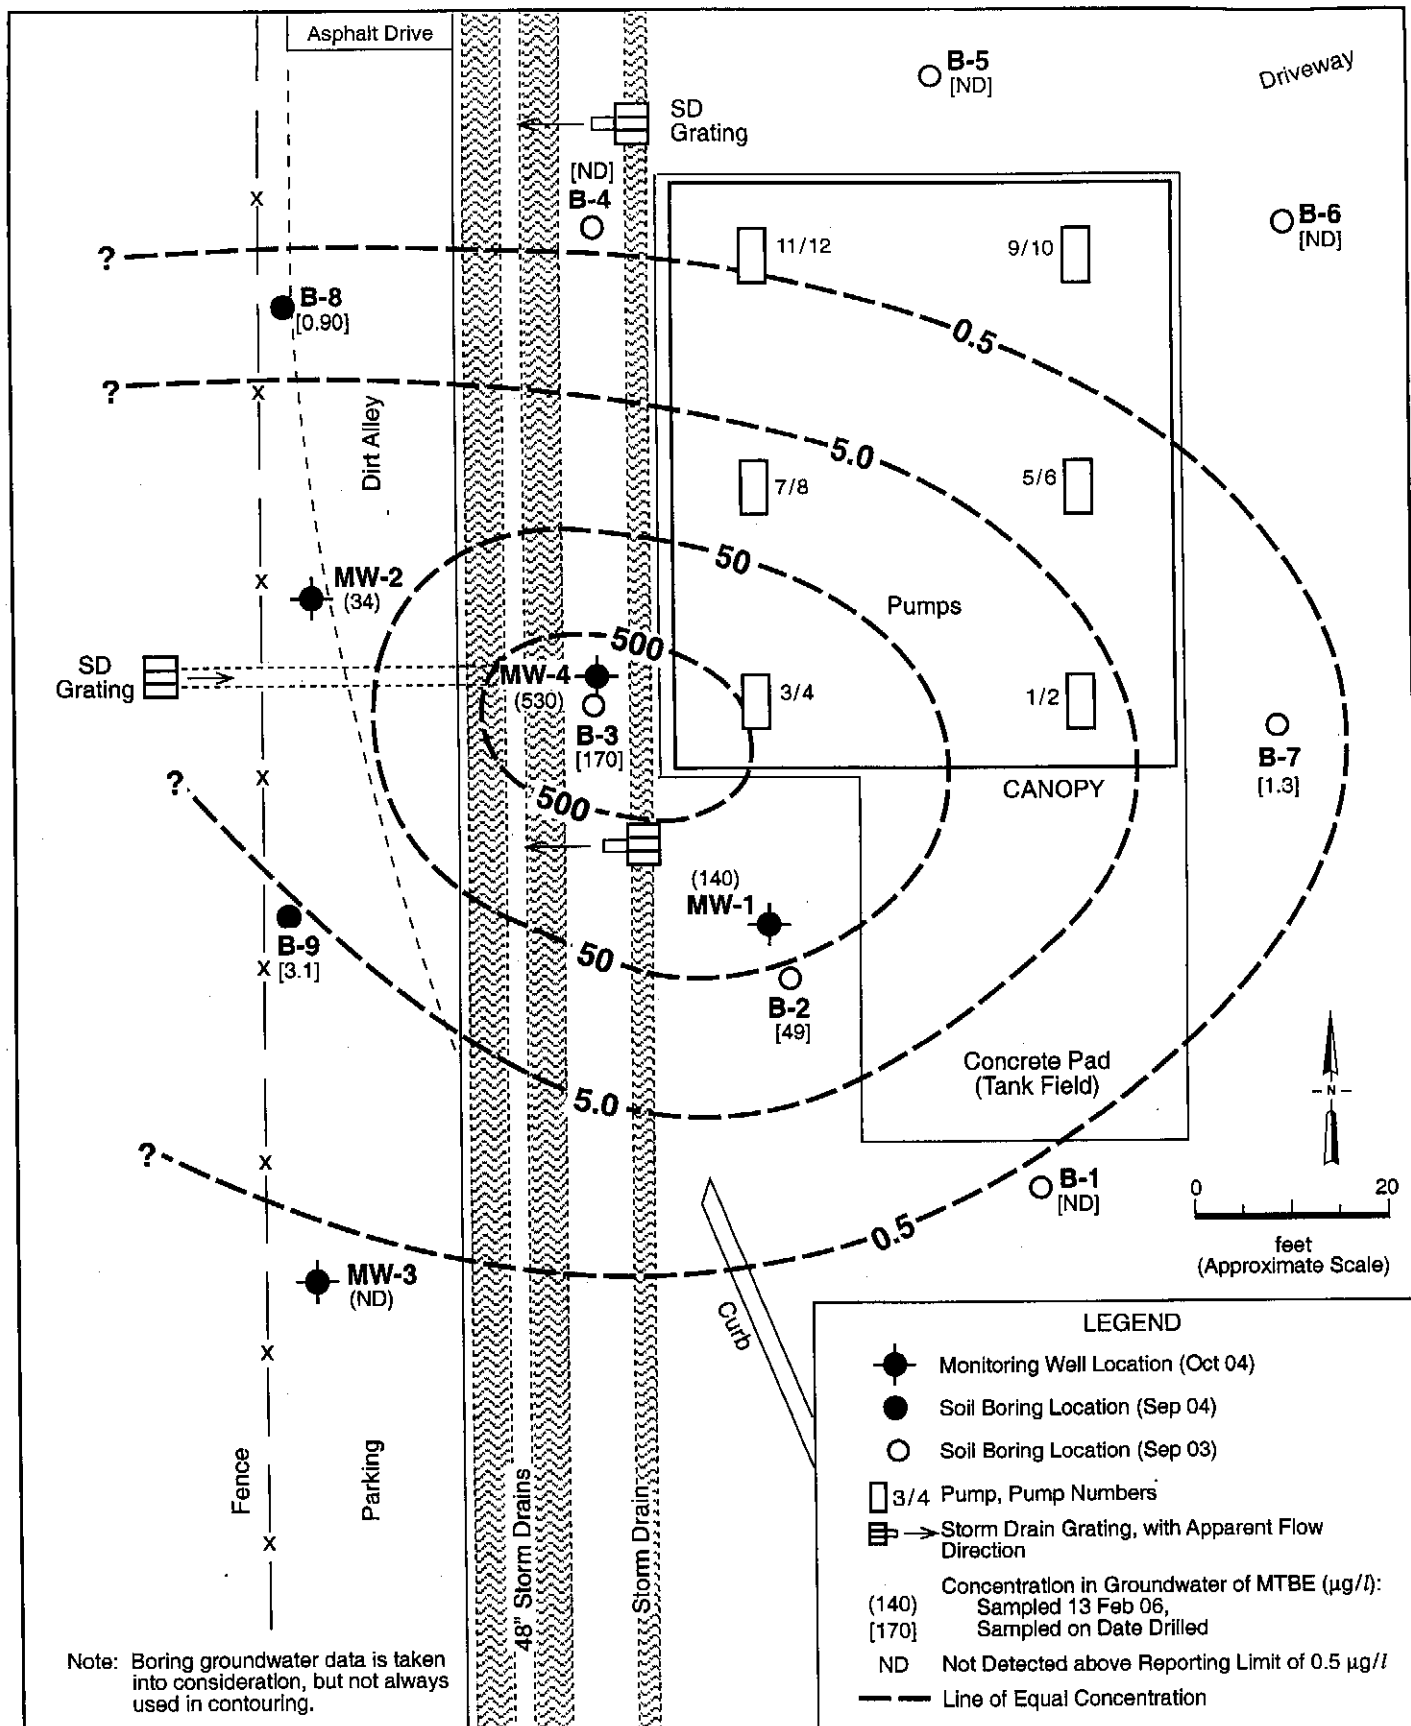 Asphalt Drive
B-5
[ND]
Driveway
SD
Grating
[ND]
B-4
B-6
[ND]
11/12
9/10
?
B-8
[0.90]
0.5
?
Dirt Alley
5.0
7/8
5/6
50
MW-2
(34)
Pumps
500
SD
Grating
MW-4
(530)
3/4
1/2
B-3
[170]
B-7
[1.3]
?
CANOPY
500
(140)
MW-1
B-9
[3.1]
50
B-2
[49]
Concrete Pad
(Tank Field)
N
5.0
?
B-1
[ND]
0 20
feet
(Approximate Scale)
0.5
MW-3
(ND)
Curb
Fence
Parking
48" Storm Drains
Storm Drain
LEGEND
Monitoring Well Location (Oct 04)
Soil Boring Location (Sep 04)
Soil Boring Location (Sep 03)
3/4 Pump, Pump Numbers
Storm Drain Grating, with Apparent Flow
Direction
Concentration in Groundwater of MTBE (µg/l):
(140) Sampled 13 Feb 06,
[170] Sampled on Date Drilled
ND Not Detected above Reporting Limit of 0.5 µg/l
Line of Equal Concentration
Note: Boring groundwater data is taken
into consideration, but not always
used in contouring.